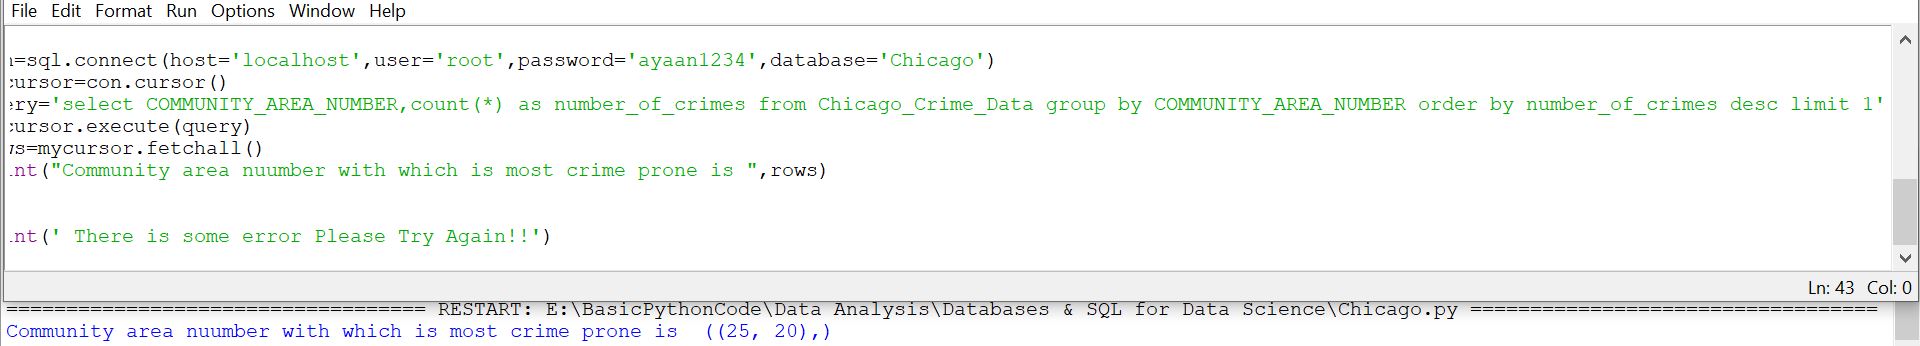 File Edit Format Run Options Window Help
=sql.connect(host='localhost',user='root',password='ayaan1234',database='Chicago')
cursor=con.cursor()
ery='select COMMUNITY_AREA_NUMBER,count(*) as number_of_crimes from Chicago_Crime_Data group by COMMUNITY_AREA_NUMBER order by number_of_crimes desc limit 1'
cursor.execute(query)
s=mycursor.fetchall()
nt("Community area nuumber with which is most crime prone is ",rows)
nt(' There is some error Please Try Again!!')
Ln: 43 Col: 0
=================================== RESTART: E:\BasicPythonCode\Data Analysis\Databases & SQL for Data Science\Chicago.py ==================================
Community area nuumber with which is most crime prone is  ((25, 20),)